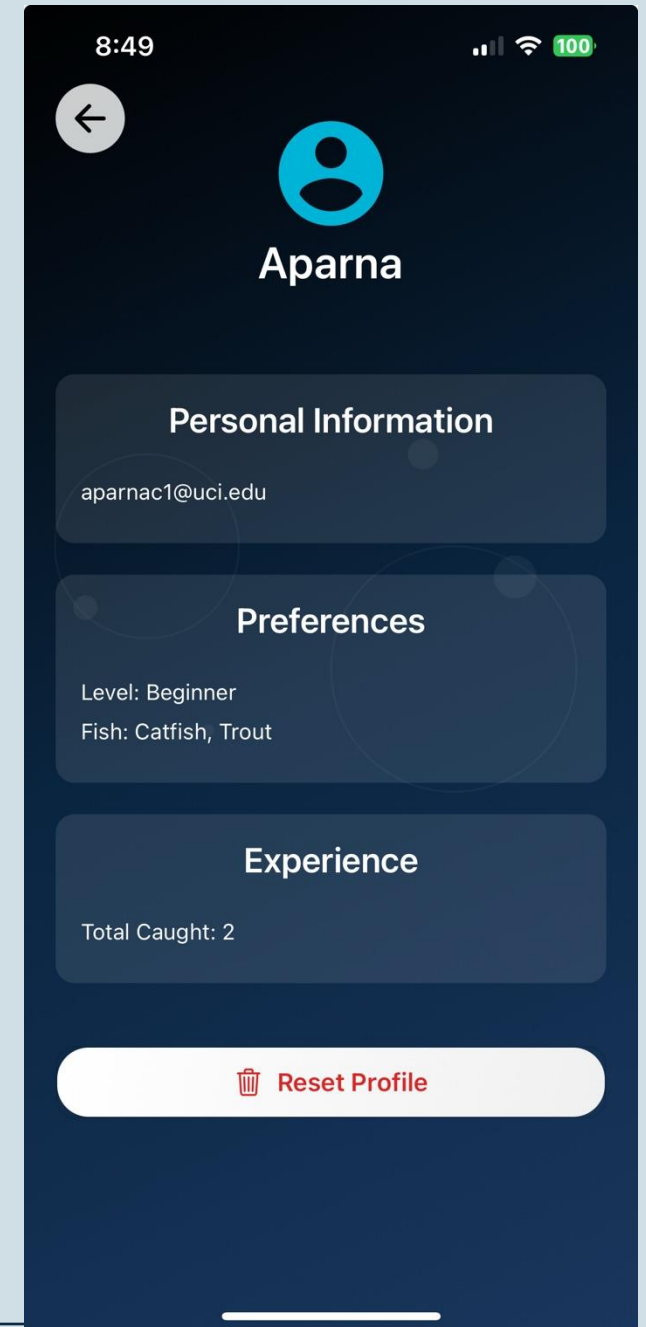 8:49
100
Aparna
Personal Information
aparnac1@uci.edu
Preferences
Level: Beginner
Fish: Catfish, Trout
Experience
Total Caught: 2
Reset Profile